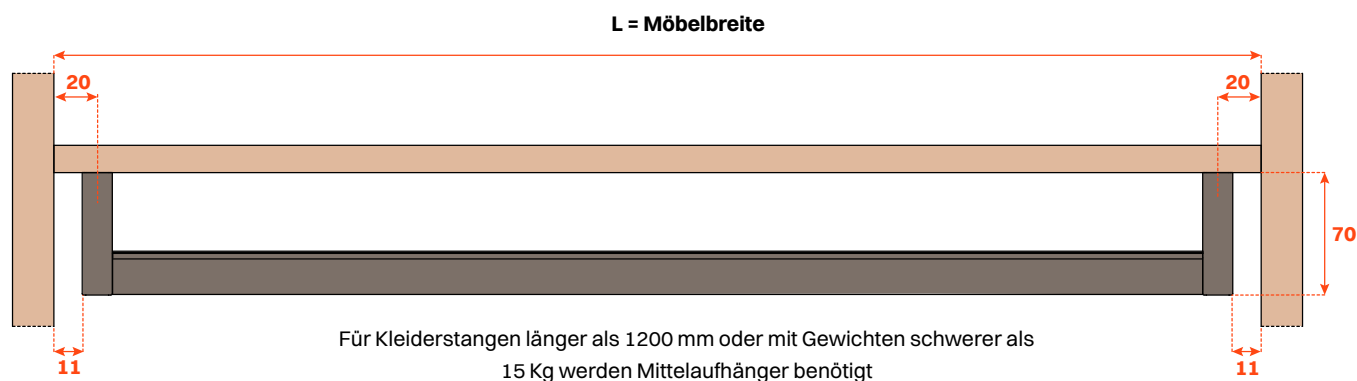 L = Möbelbreite
20
20
70
Für Kleiderstangen länger als 1200 mm oder mit Gewichten schwerer als
15 Kg werden Mittelaufhänger benötigt
11
11